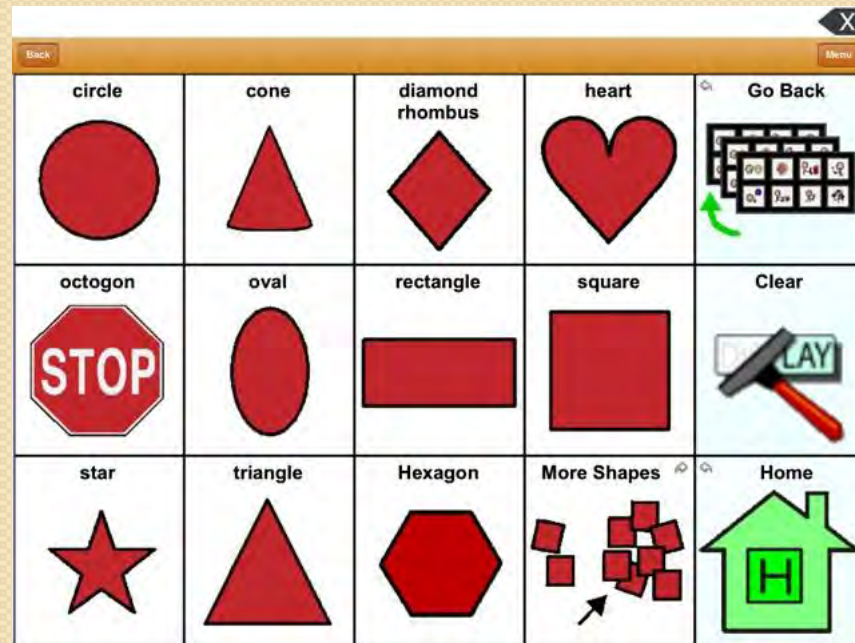 X
Back
Menu
circle
cone
diamond
rhombus
heart
Go Back
octogon
STOP
oval
rectangle
square
Clear
LAY
star
triangle
Hexagon
More Shapes
Home
H